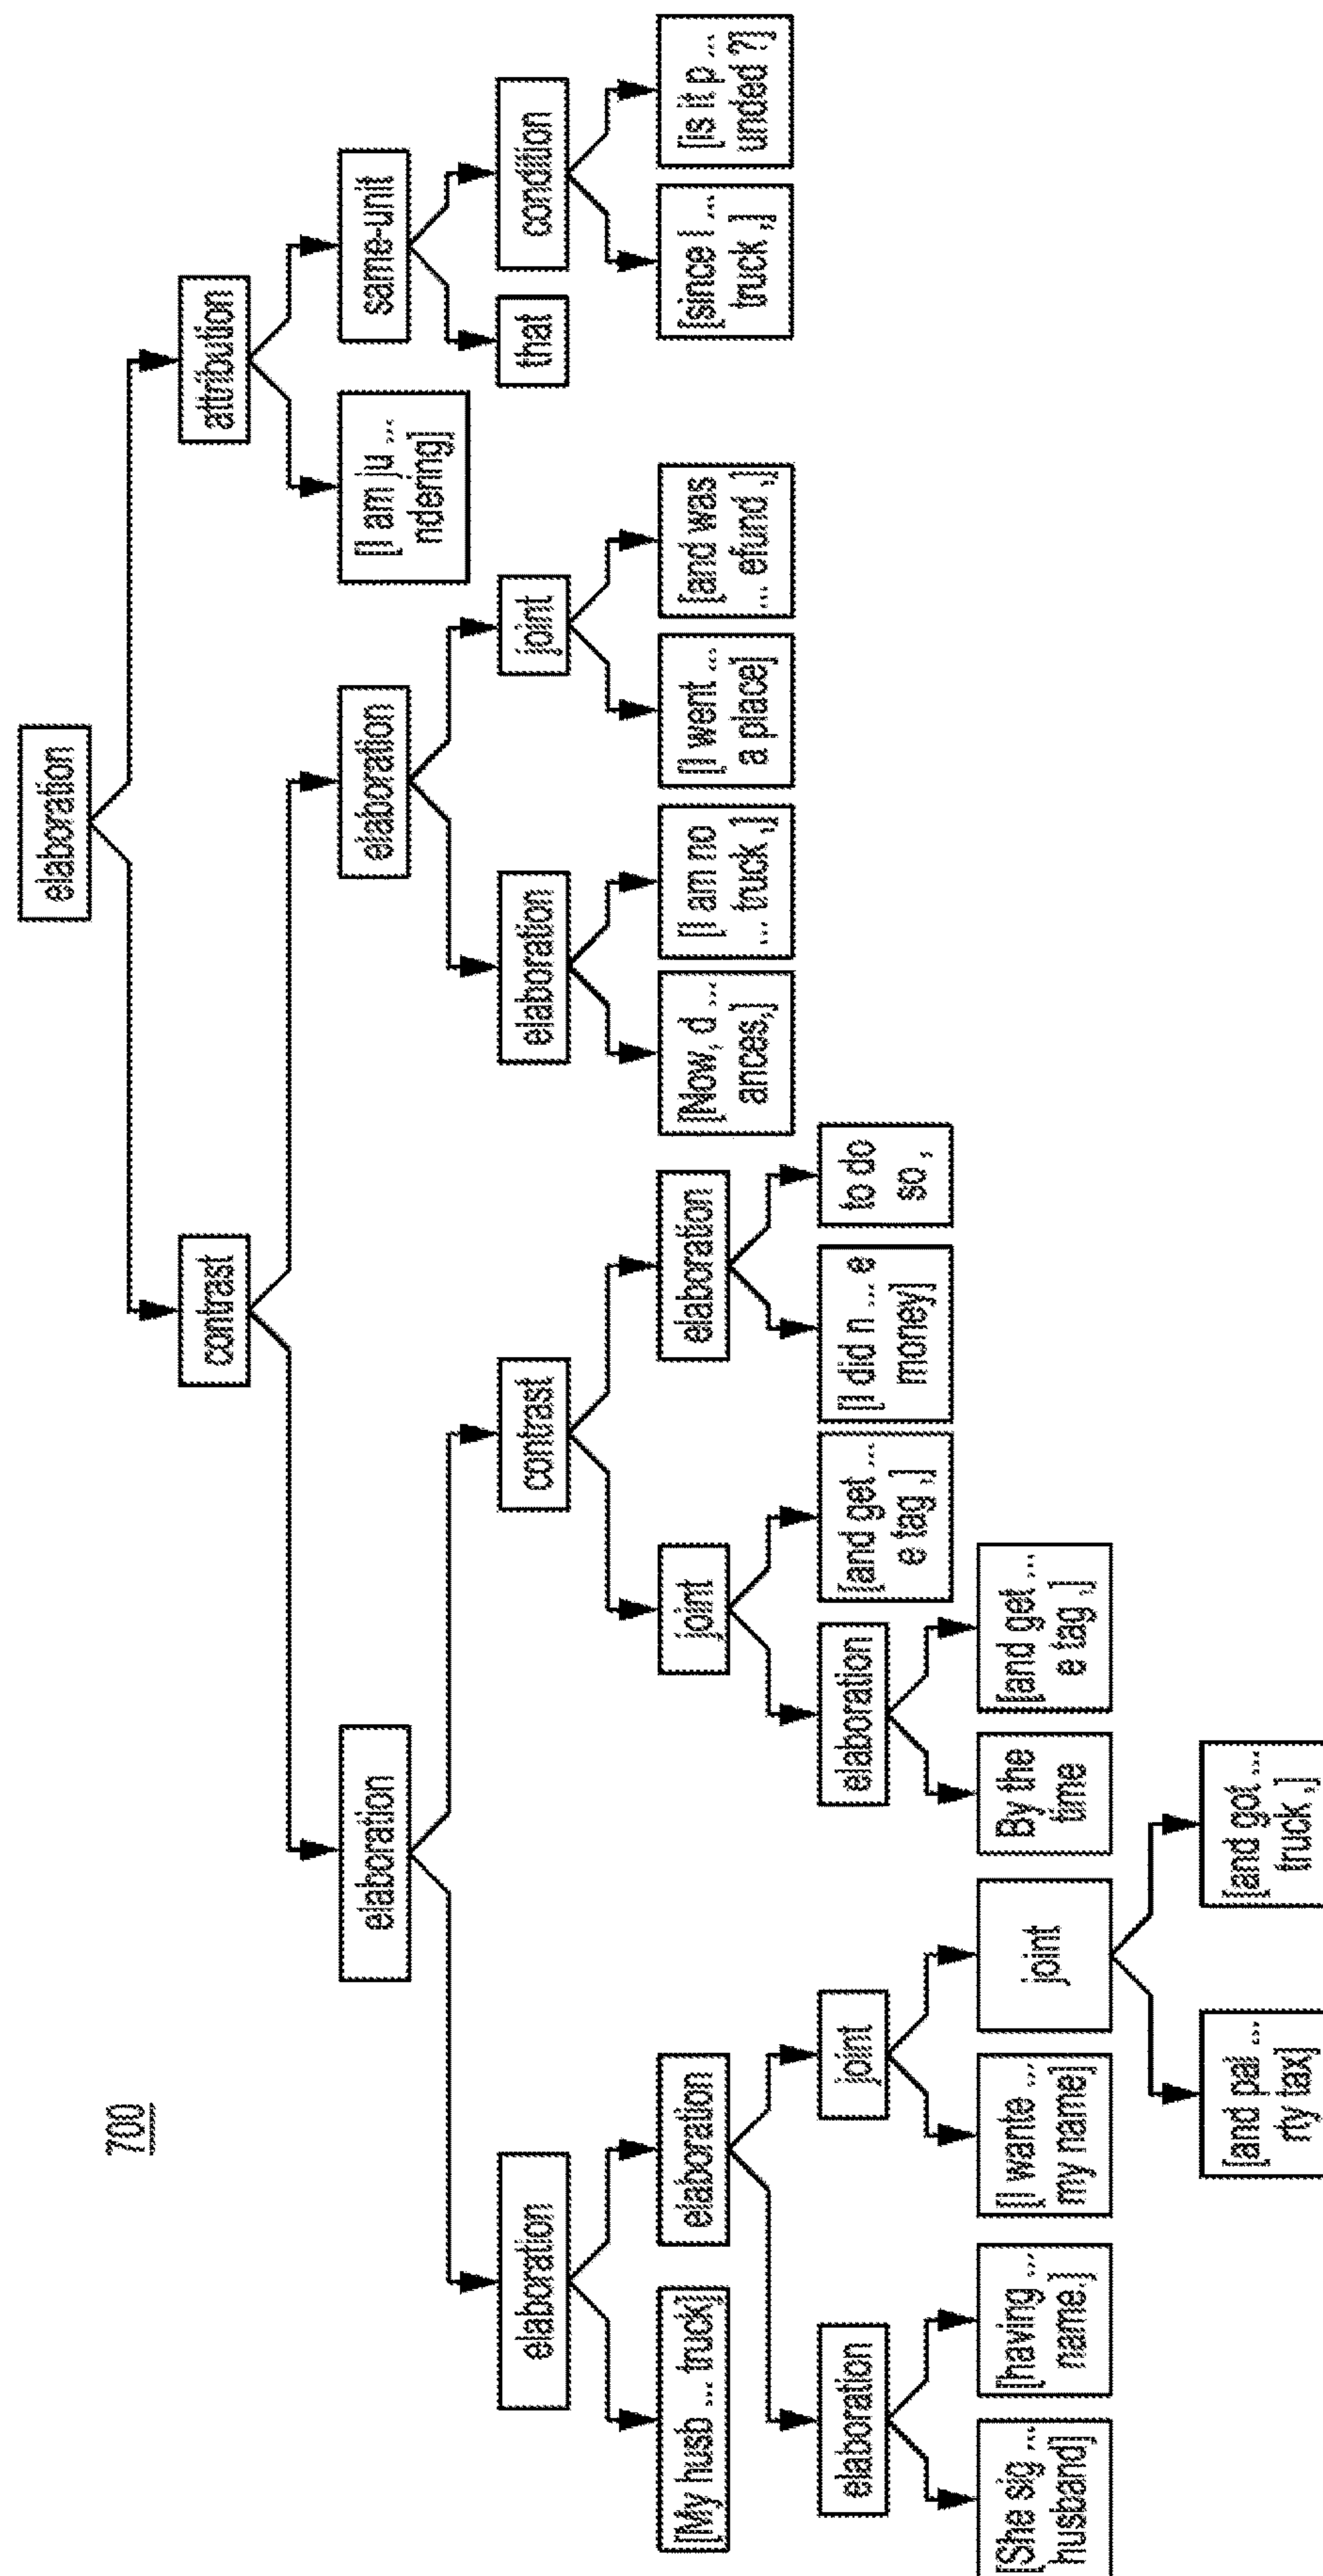 700
elaboration
contrast
attribution
elaboration
elaboration
[I am ju ...
ndering]
same-unit
elaboration
contrast
elaboration
joint
that
condition
[My husb ... truck]
elaboration
joint
elaboration
[Now, d ...
ances,]
[I am no
... truck ,]
[I went ...
a place]
[and was
... efund ,]
[since I ...
truck ,]
[is it p ...
unded ?]
elaboration
joint
elaboration
[and get ...
e tag ,]
[I did n ... e
money]
to do
so ,
[She sig ...
husband]
[having ...
name.]
[I wante ...
my name]
joint
By the
time
[and get ...
e tag ,]
[and pal ...
rty tax]
[and got ...
truck ,]